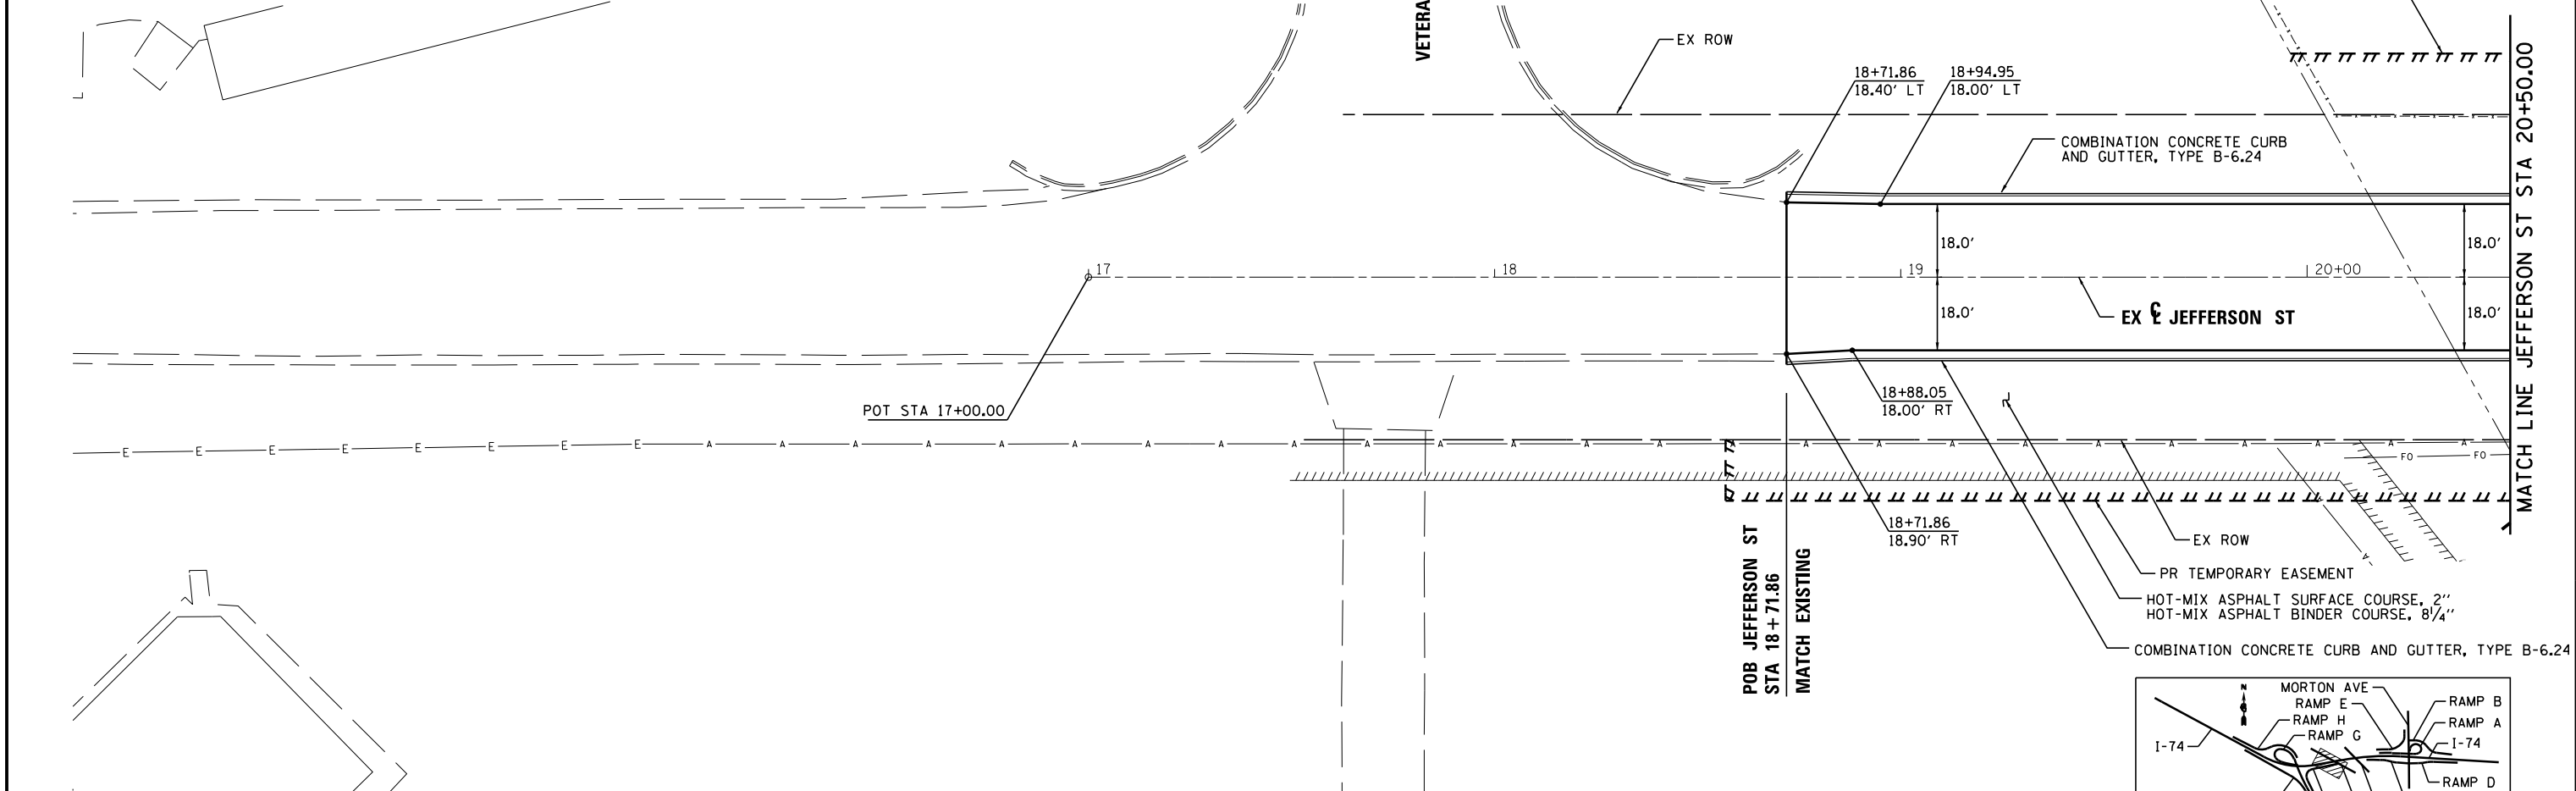 VETERA
EX ROW
18+71.86
18.40' LT
18+94.95
18.00' LT
COMBINATION CONCRETE CURB
AND GUTTER, TYPE B-6.24
MATCH LINE JEFFERSON ST STA 20+50.00
18.0'
18.0'
17
18
19
20+00
18.0'
18.0'
EX ℄ JEFFERSON ST
POT STA 17+00.00
18+88.05
18.00' RT
E E E E E E E E A A A A A A A A A A A A A A A A A A A A A A A A A
FO FO
A
18+71.86
18.90' RT
EX ROW
PR TEMPORARY EASEMENT
HOT-MIX ASPHALT SURFACE COURSE, 2''
HOT-MIX ASPHALT BINDER COURSE, 8¼''
COMBINATION CONCRETE CURB AND GUTTER, TYPE B-6.24
POB JEFFERSON ST
STA 18+71.86
MATCH EXISTING
N
MORTON AVE
RAMP E
RAMP H
RAMP G
I-74
RAMP B
RAMP A
I-74
RAMP D